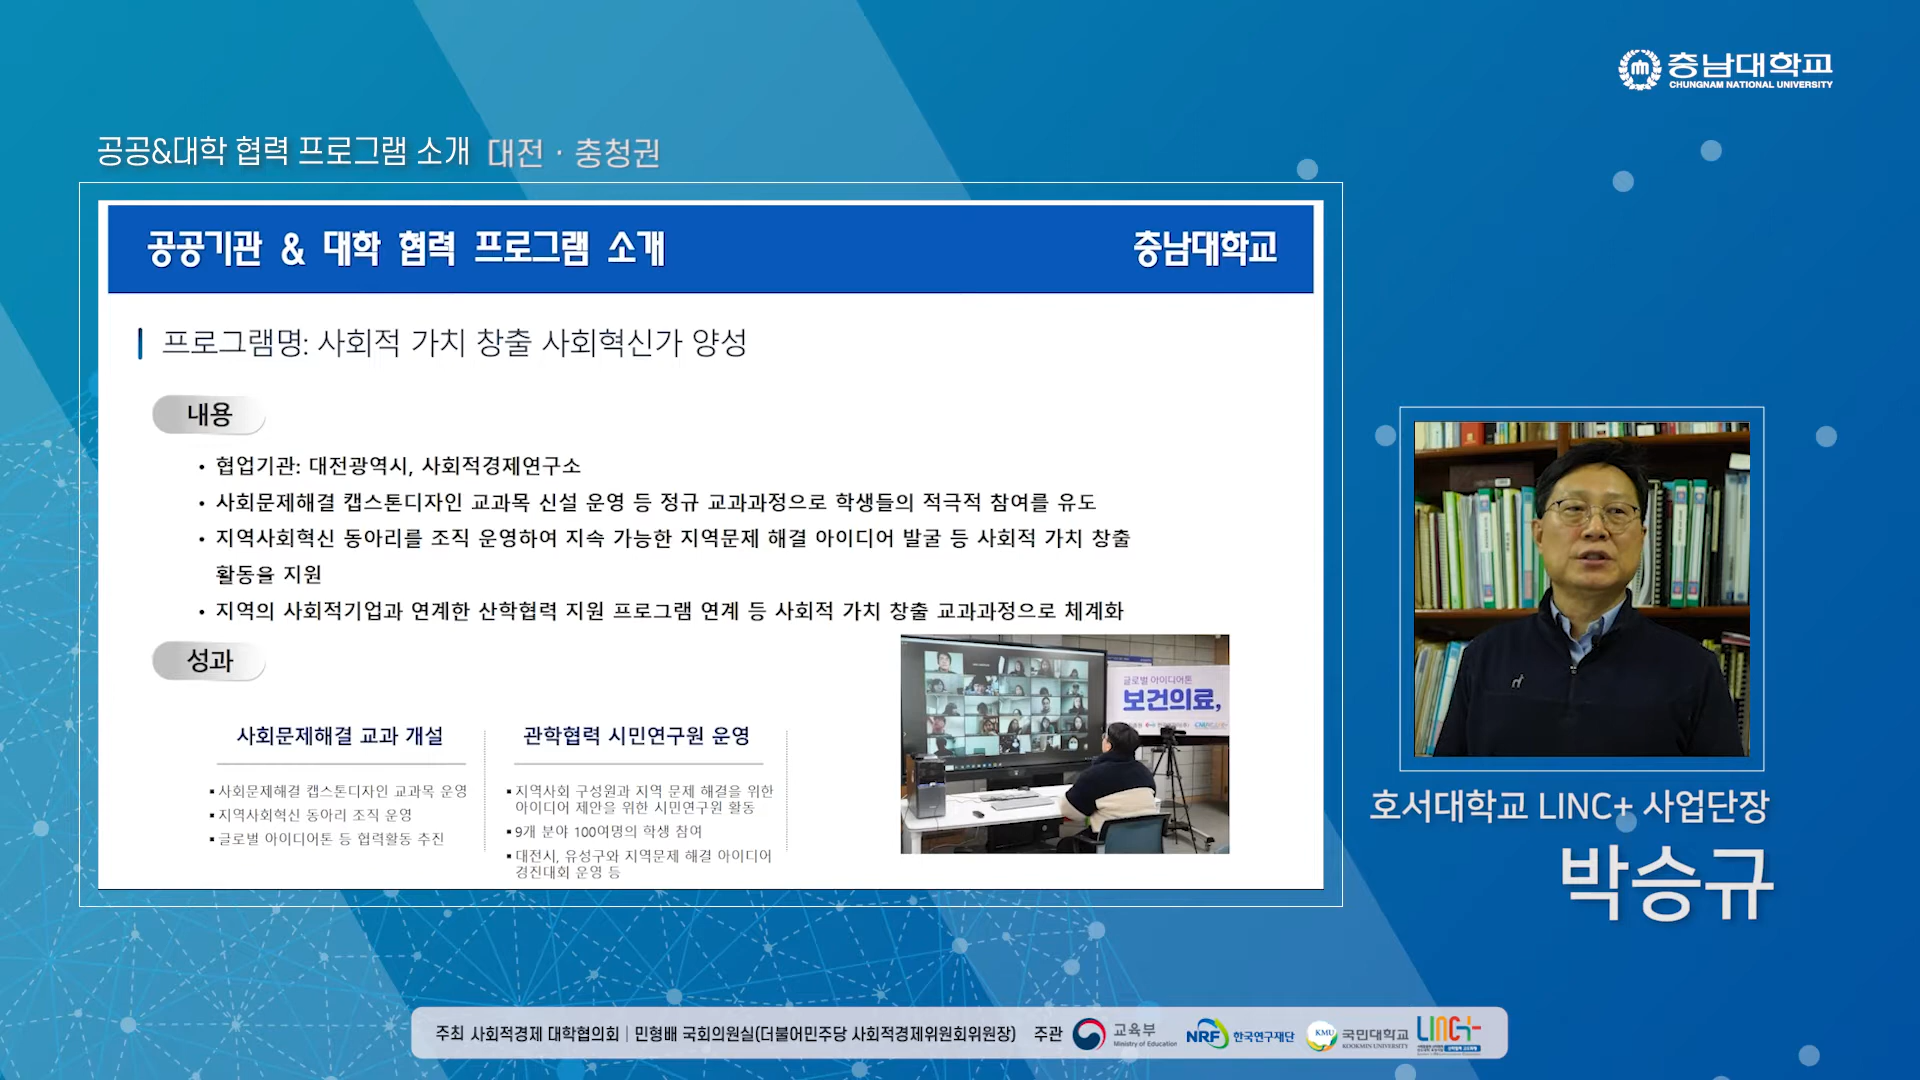 충남대학교
CHUNGNAM NATIONAL UNIVERSITY
공공&대학 협력 프로그램 소개 대전 · 충청권
공공기관 & 대학 협력 프로그램 소개
충남대학교
프로그램명: 사회적 가치 창출 사회혁신가 양성
내용
• 협업기관: 대전광역시, 사회적경제연구소
• 사회문제해결 캡스톤디자인 교과목 신설 운영 등 정규 교과과정으로 학생들의 적극적 참여를 유도
• 지역사회혁신 동아리를 조직 운영하여 지속 가능한 지역문제 해결 아이디어 발굴 등 사회적 가치 창출
활동을 지원
• 지역의 사회적기업과 연계한 산학협력 지원 프로그램 연계 등 사회적 가치 창출 교과과정으로 체계화
성과
사회문제해결 교과 개설
▪ 사회문제해결 캡스톤디자인 교과목 운영
▪ 지역사회혁신 동아리 조직 운영
▪ 글로벌 아이디어톤 등 협력활동 추진
관학협력 시민연구원 운영
▪ 지역사회 구성원과 지역 문제 해결을 위한
아이디어 제안을 위한 시민연구원 활동
▪ 9개 분야 100여명의 학생 참여
▪ 대전시, 유성구와 지역문제 해결 아이디어
경진대회 운영 등
글로벌 아이디어톤
보건의료,
호서대학교 LINC+ 사업단장
박승규
주최 사회적경제 대학협의회 | 민형배 국회의원실(더불어민주당 사회적경제위원회위원장) 주관
교육부
Ministry of Education
NRF 한국연구재단
KMU 국민대학교
KOOKMIN UNIVERSITY
LINC+